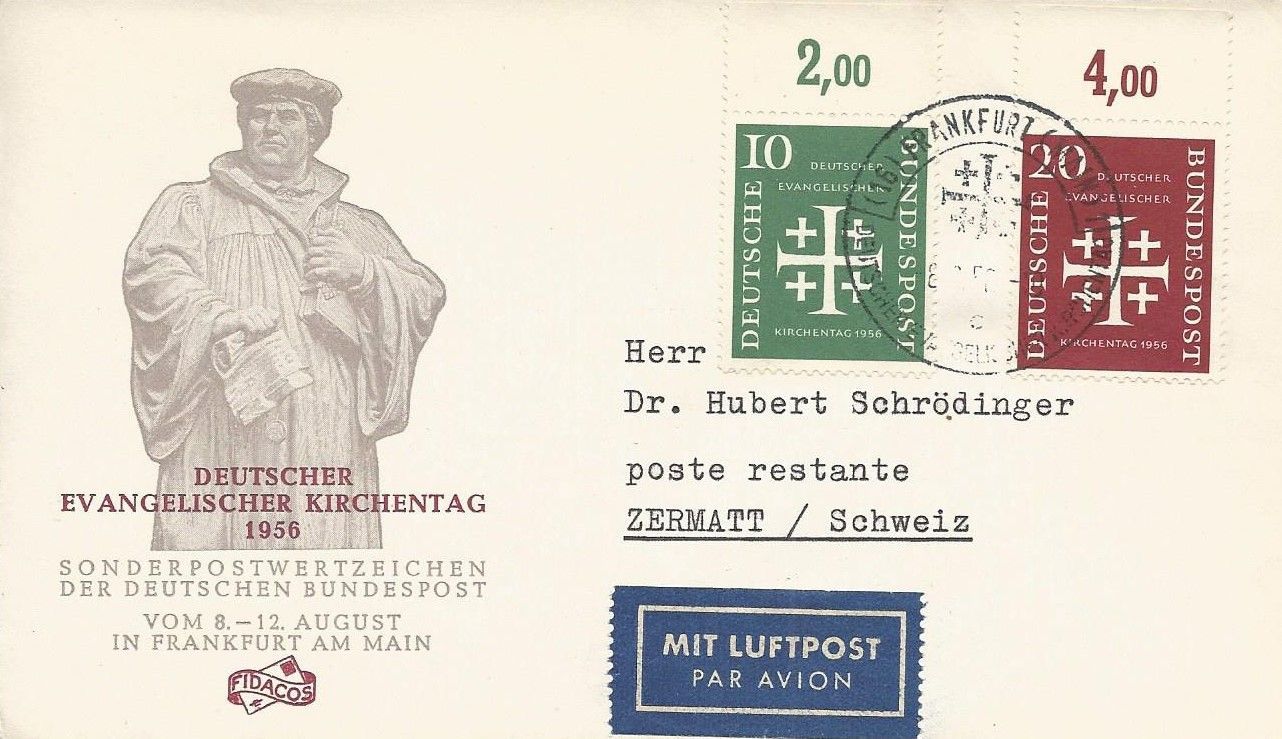 2,00
4,00
10
DEUTSCHER
EVANGELISCHER
DEUTSCHE
BUNDESPOST
KIRCHENTAG 1956
20
DEUTSCHER
EVANGELISCHER
DEUTSCHE
BUNDESPOST
KIRCHENTAG 1956
(16) FRANKFURT
Herr
Dr. Hubert Schrödinger
poste restante
ZERMATT / Schweiz
DEUTSCHER
EVANGELISCHER KIRCHENTAG
1956
SONDERPOSTWERTZEICHEN
DER DEUTSCHEN BUNDESPOST
VOM 8.–12. AUGUST
IN FRANKFURT AM MAIN
FIDACOS
MIT LUFTPOST
PAR AVION